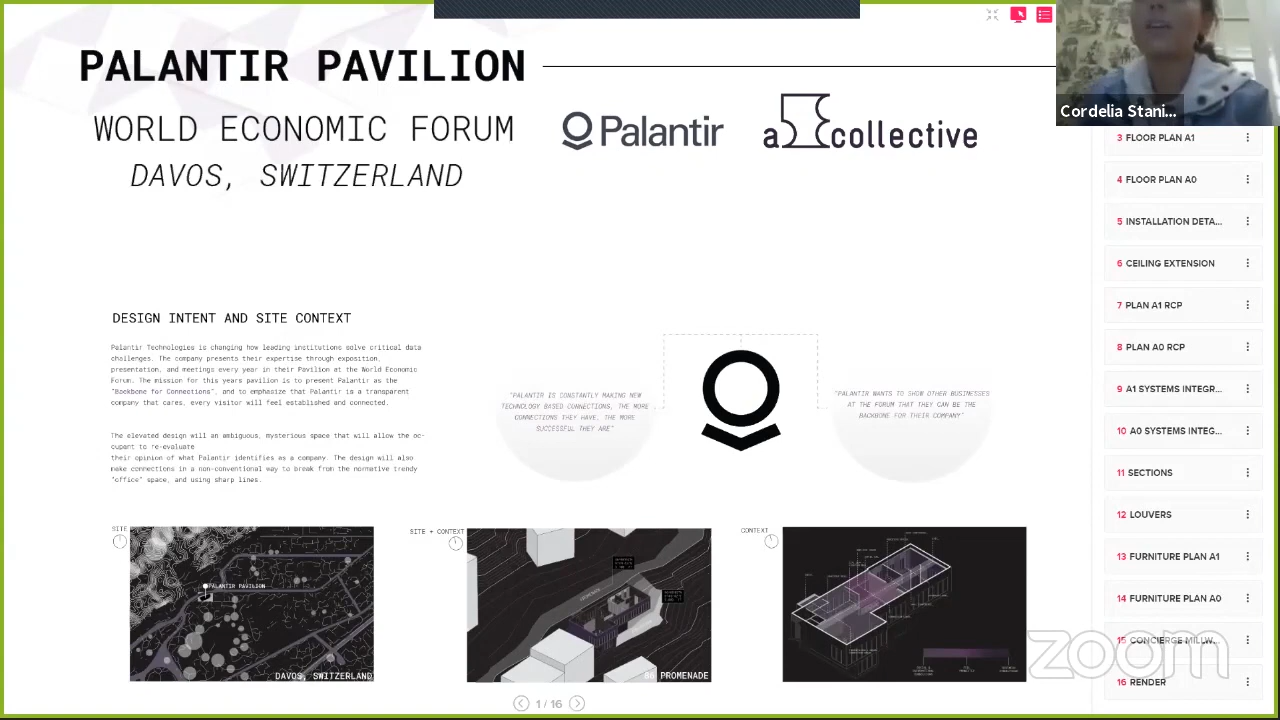 PALANTIR PAVILION
WORLD ECONOMIC FORUM
DAVOS, SWITZERLAND
Palantir
a collective
Cordelia Stani...
DESIGN INTENT AND SITE CONTEXT
Palantir Technologies is changing how leading institutions solve critical data
challenges. The company presents their expertise through exposition,
presentation, and meetings every year in their Pavilion at the World Economic
Forum. The mission for this years pavilion is to present Palantir as the
"Backbone for Connections", and to emphasize that Palantir is a transparent
company that cares, every visitor will feel established and connected.
The elevated design will an ambiguous, mysterious space that will allow the oc-
cupant to re-evaluate
their opinion of what Palantir identifies as a company. The design will also
make connections in a non-conventional way to break from the normative trendy
"office" space, and using sharp lines.
"PALANTIR IS CONSTANTLY MAKING NEW
TECHNOLOGY BASED CONNECTIONS, THE MORE
CONNECTIONS THEY HAVE, THE MORE
SUCCESSFUL THEY ARE"
"PALANTIR WANTS TO SHOW OTHER BUSINESSES
AT THE FORUM THAT THEY CAN BE THE
BACKBONE FOR THEIR COMPANY"
SITE
PALANTIR PAVILION
DAVOS, SWITZERLAND
SITE + CONTEXT
PROMENADE
CONTEXT
1 / 16
3 FLOOR PLAN A1
4 FLOOR PLAN A0
5 INSTALLATION DETA...
6 CEILING EXTENSION
7 PLAN A1 RCP
8 PLAN A0 RCP
9 A1 SYSTEMS INTEGR...
10 A0 SYSTEMS INTEG...
11 SECTIONS
12 LOUVERS
13 FURNITURE PLAN A1
14 FURNITURE PLAN A0
15 CONCIERGE MILLW...
16 RENDER
zoom